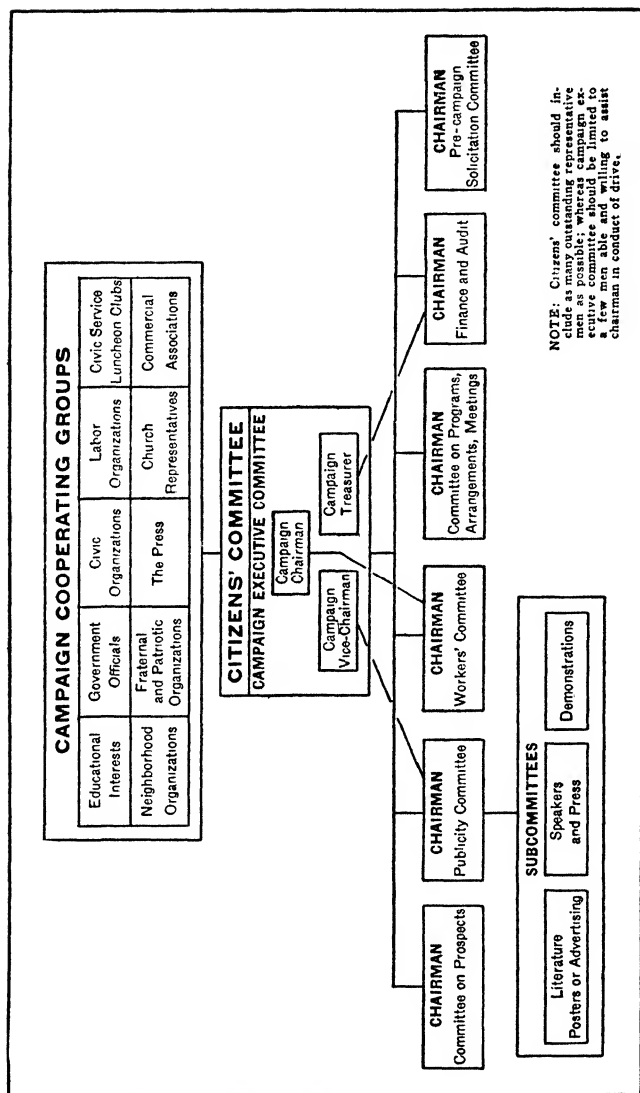 CAMPAIGN COOPERATING GROUPS
Educational
Interests
Government
Officials
Civic
Organizations
Labor
Organizations
Civic Service
Luncheon Clubs
Neighborhood
Organizations
Fraternal
and Patriotic
Organizations
The Press
Church
Representatives
Commercial
Associations
CITIZENS' COMMITTEE
CAMPAIGN EXECUTIVE COMMITTEE
Campaign
Chairman
Campaign
Vice-Chairman
Campaign
Treasurer
CHAIRMAN
Committee on Prospects
CHAIRMAN
Publicity Committee
CHAIRMAN
Workers' Committee
CHAIRMAN
Committee on Programs,
Arrangements, Meetings
CHAIRMAN
Finance and Audit
CHAIRMAN
Pre-campaign
Solicitation Committee
SUBCOMMITTEES
Literature
Posters or Advertising
Speakers
and Press
Demonstrations
NOTE: Citizens' committee should in-
clude as many outstanding representative
men as possible; whereas campaign ex-
ecutive committee should be limited to
a few men able and willing to assist
chairman in conduct of drive.